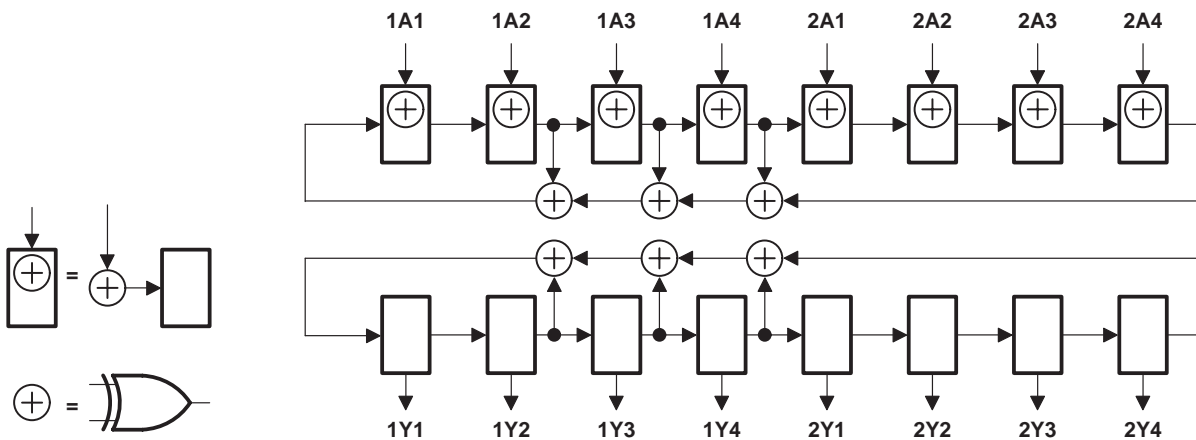 1A1 1A2 1A3 1A4 2A1 2A2 2A3 2A4
=
=
1Y1 1Y2 1Y3 1Y4 2Y1 2Y2 2Y3 2Y4